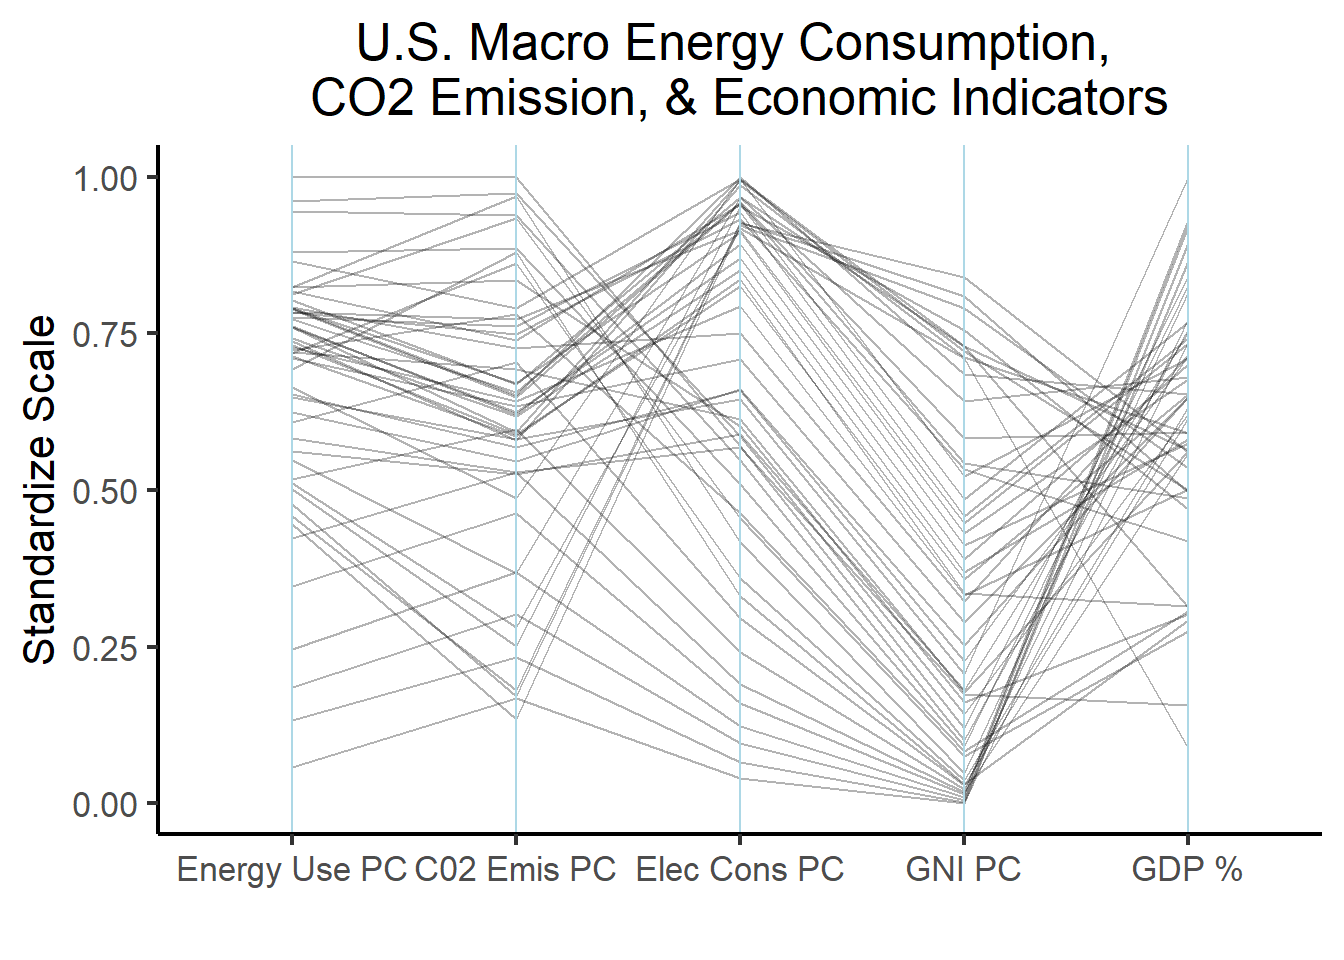 U.S. Macro Energy Consumption,
CO2 Emission, & Economic Indicators
Standardize Scale
1.00
0.75
0.50
0.25
0.00
Energy Use PC C02 Emis PC Elec Cons PC GNI PC GDP %